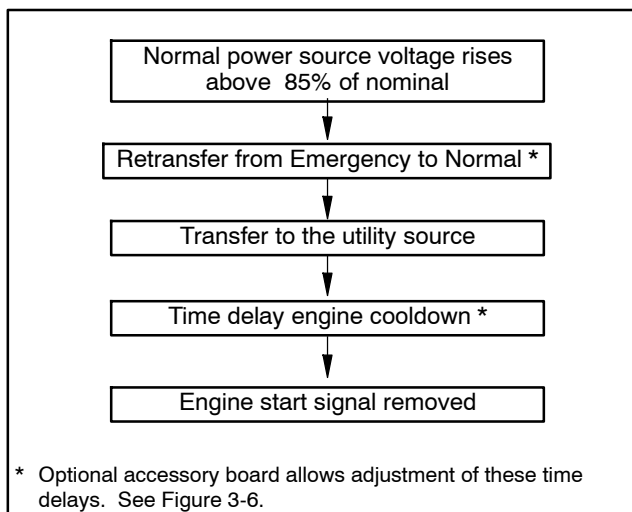 Normal power source voltage rises
above 85% of nominal
Retransfer from Emergency to Normal *
Transfer to the utility source
Time delay engine cooldown *
Engine start signal removed
* Optional accessory board allows adjustment of these time
delays. See Figure 3-6.